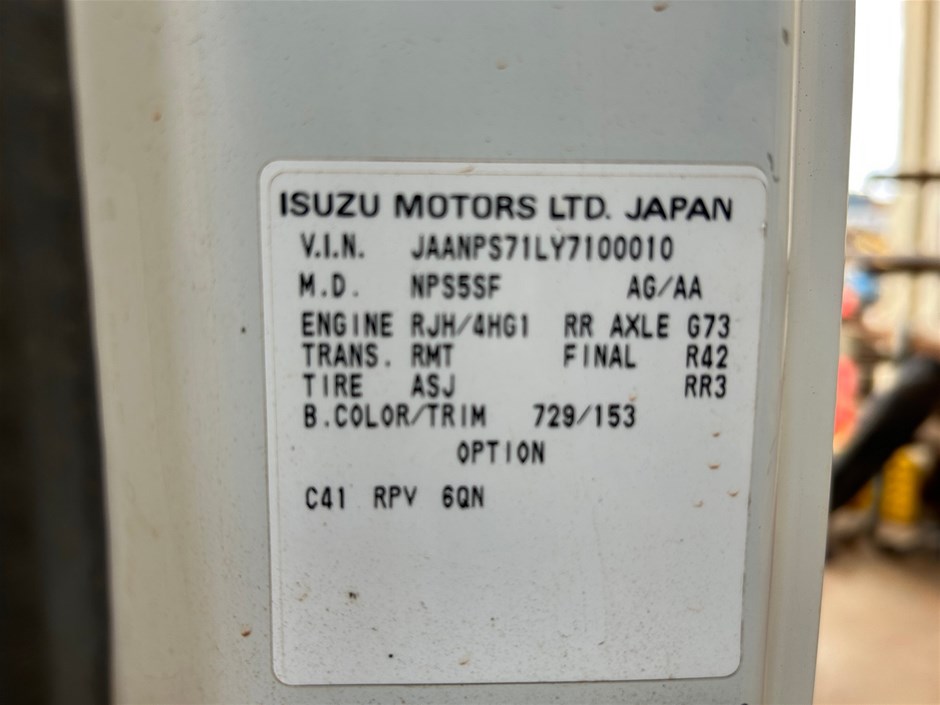 ISUZU MOTORS LTD. JAPAN
V.I.N. JAANPS71LY7100010
M.D. NPS5SF AG/AA
ENGINE RJH/4HG1 RR AXLE G73
TRANS. RMT FINAL R42
TIRE ASJ RR3
B.COLOR/TRIM 729/153
OPTION
C41 RPV 6QN